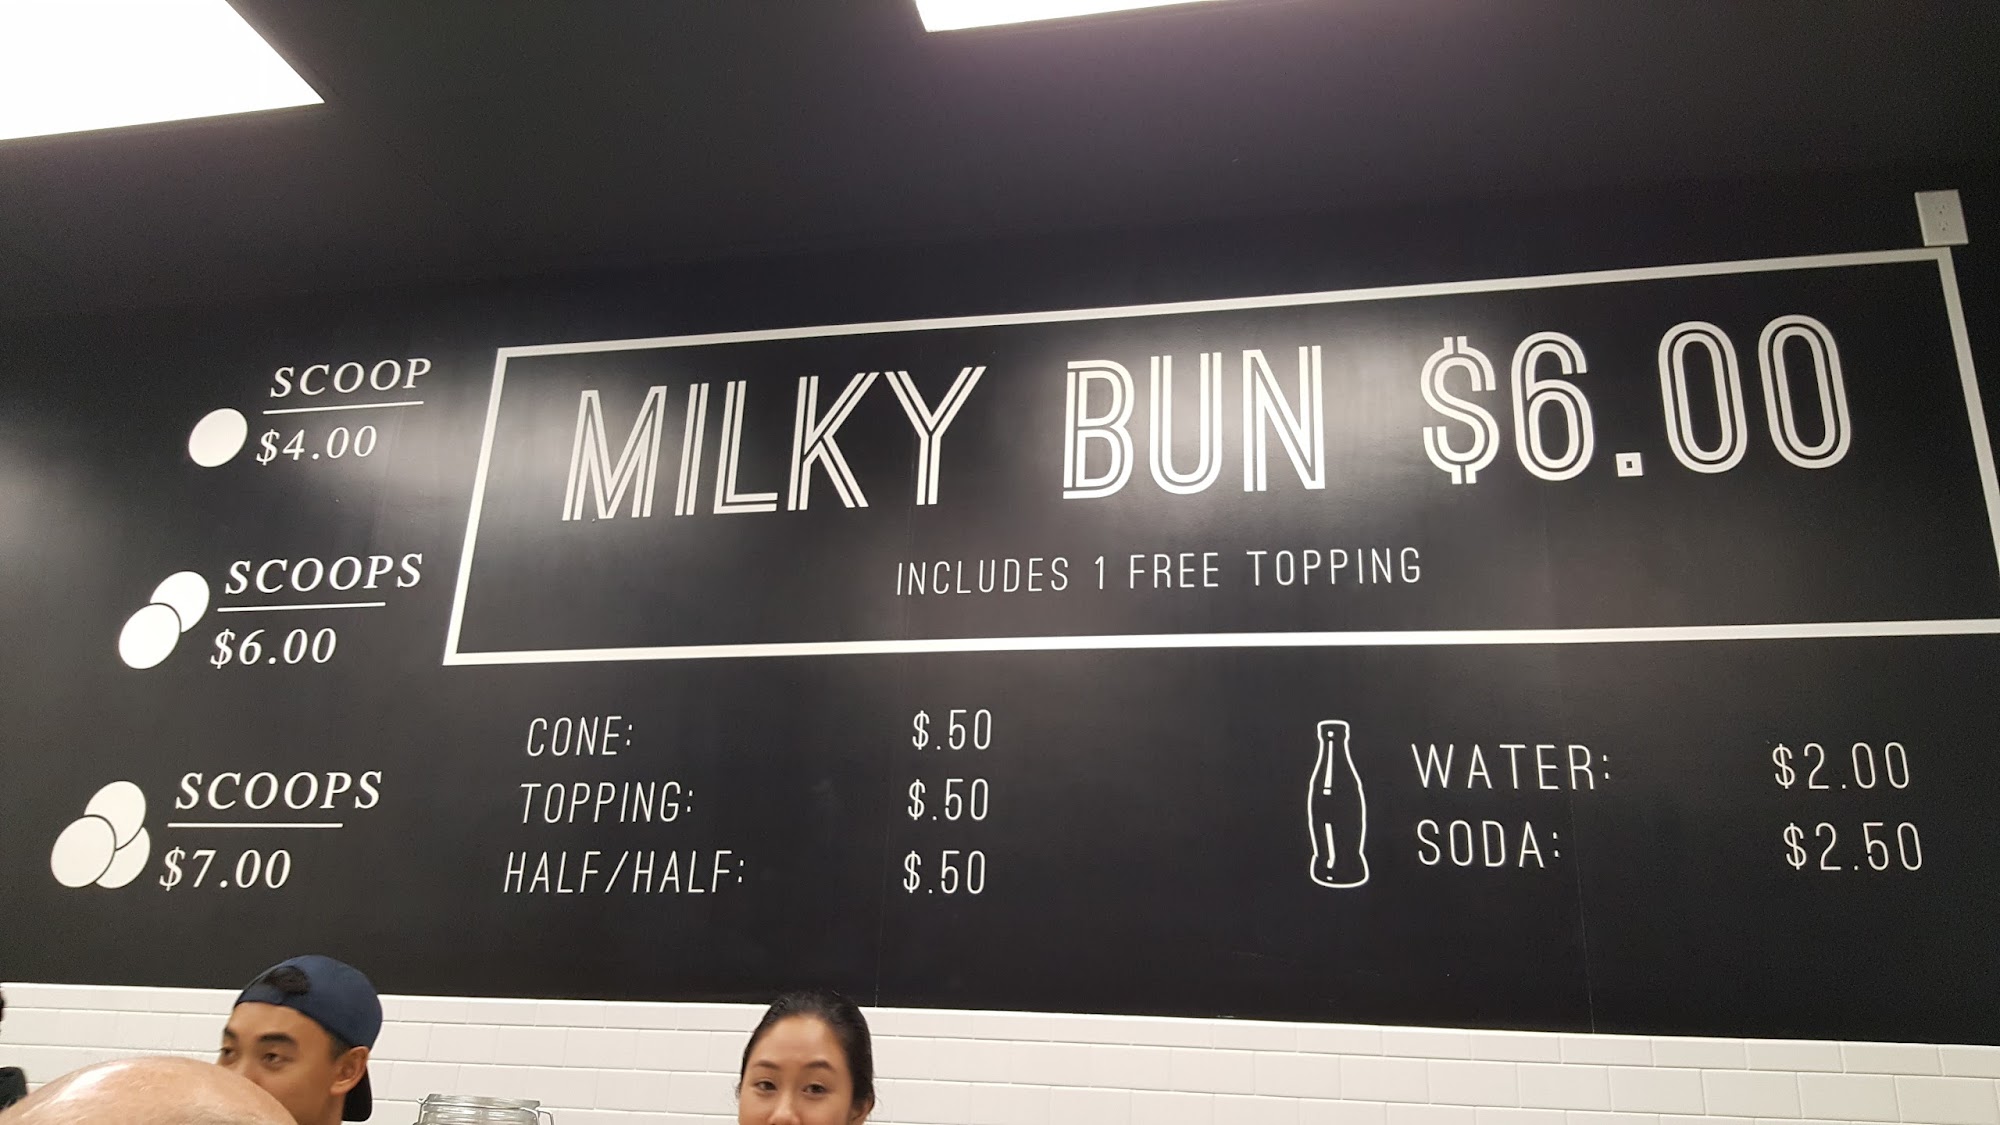 SCOOP
$4.00
SCOOPS
$6.00
SCOOPS
$7.00
MILKY BUN $6.00
INCLUDES 1 FREE TOPPING
CONE: $.50
TOPPING: $.50
HALF/HALF: $.50
WATER: $2.00
SODA: $2.50